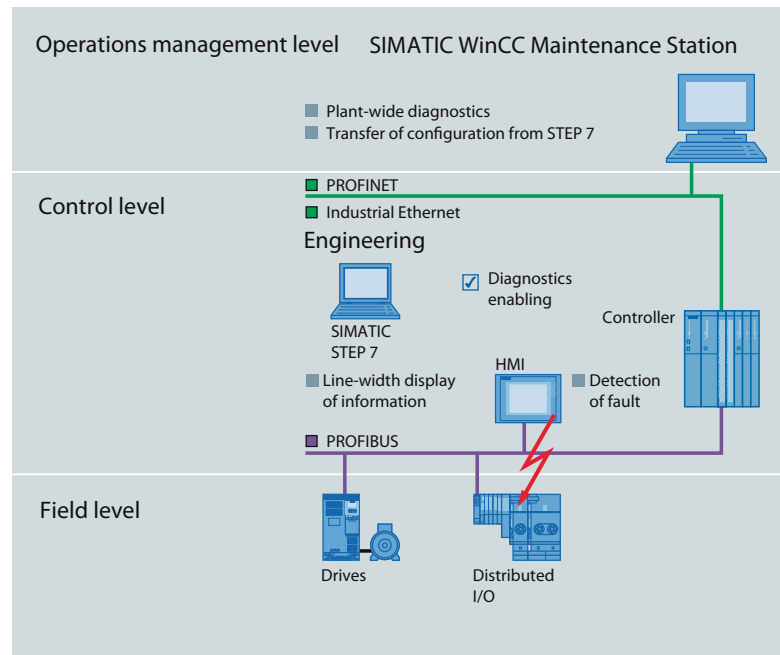 Operations management level
SIMATIC WinCC Maintenance Station
Plant-wide diagnostics
Transfer of configuration from STEP 7
Control level
PROFINET
Industrial Ethernet
Engineering
SIMATIC
STEP 7
Diagnostics
enabling
Controller
Line-width display
of information
HMI
Detection
of fault
PROFIBUS
Field level
Drives
Distributed
I/O